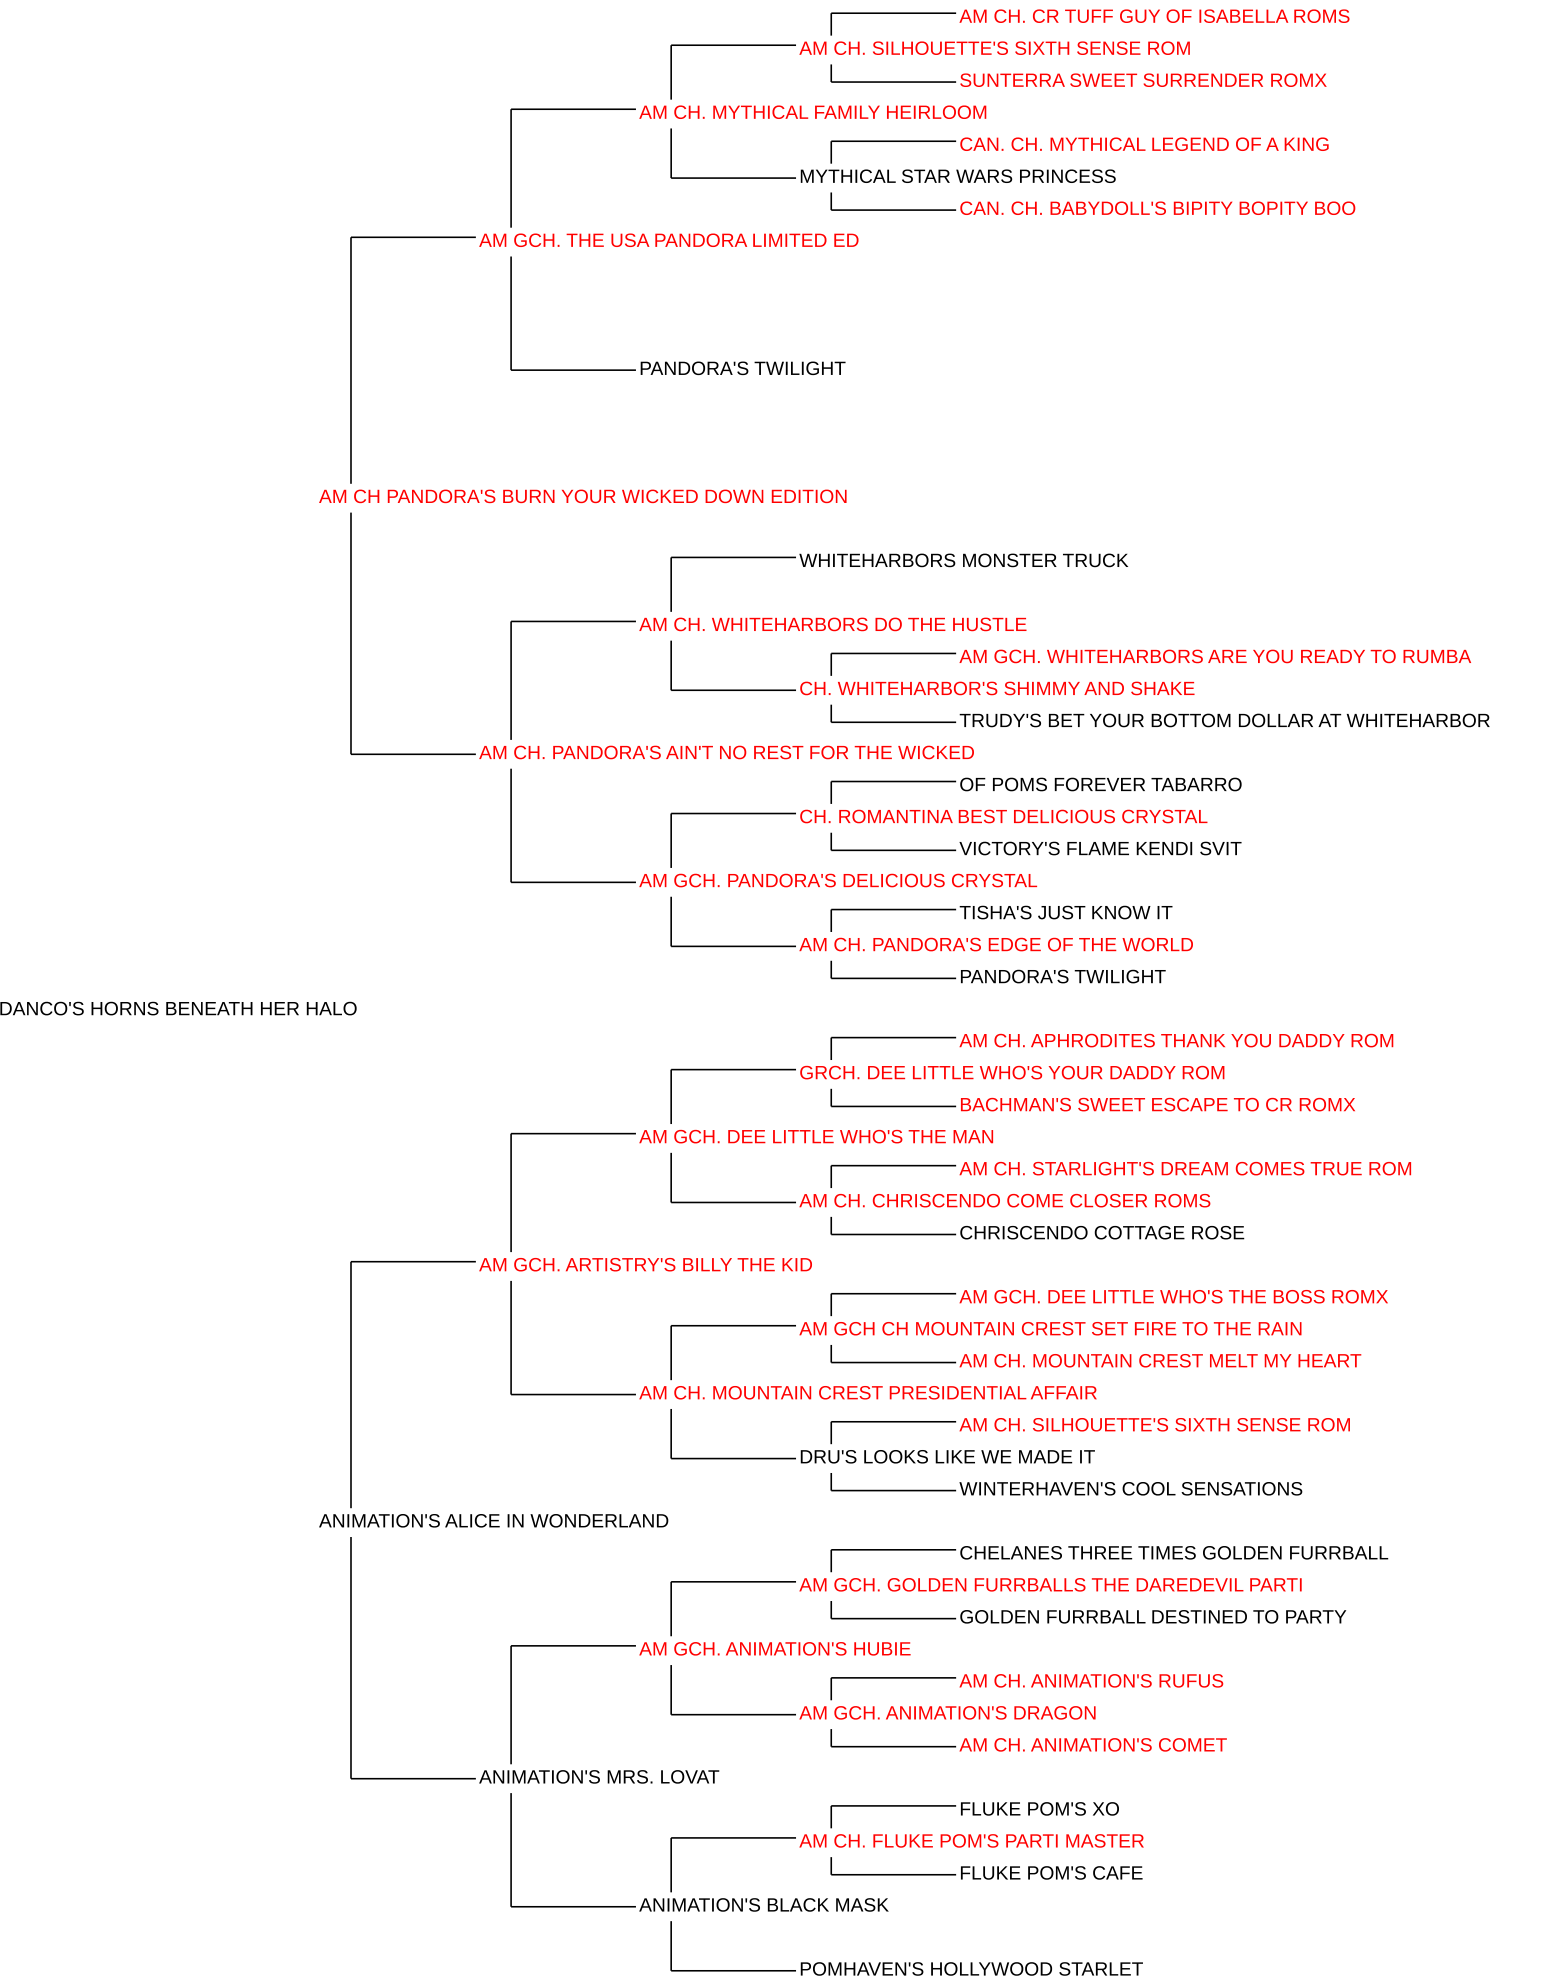 AM CH. CR TUFF GUY OF ISABELLA ROMS
AM CH. SILHOUETTE'S SIXTH SENSE ROM
SUNTERRA SWEET SURRENDER ROMX
AM CH. MYTHICAL FAMILY HEIRLOOM
CAN. CH. MYTHICAL LEGEND OF A KING
MYTHICAL STAR WARS PRINCESS
CAN. CH. BABYDOLL'S BIPITY BOPITY BOO
AM GCH. THE USA PANDORA LIMITED ED
PANDORA'S TWILIGHT
AM CH PANDORA'S BURN YOUR WICKED DOWN EDITION
WHITEHARBORS MONSTER TRUCK
AM CH. WHITEHARBORS DO THE HUSTLE
AM GCH. WHITEHARBORS ARE YOU READY TO RUMBA
CH. WHITEHARBOR'S SHIMMY AND SHAKE
TRUDY'S BET YOUR BOTTOM DOLLAR AT WHITEHARBOR
AM CH. PANDORA'S AIN'T NO REST FOR THE WICKED
OF POMS FOREVER TABARRO
CH. ROMANTINA BEST DELICIOUS CRYSTAL
VICTORY'S FLAME KENDI SVIT
AM GCH. PANDORA'S DELICIOUS CRYSTAL
TISHA'S JUST KNOW IT
AM CH. PANDORA'S EDGE OF THE WORLD
PANDORA'S TWILIGHT
DANCO'S HORNS BENEATH HER HALO
AM CH. APHRODITES THANK YOU DADDY ROM
GRCH. DEE LITTLE WHO'S YOUR DADDY ROM
BACHMAN'S SWEET ESCAPE TO CR ROMX
AM GCH. DEE LITTLE WHO'S THE MAN
AM CH. STARLIGHT'S DREAM COMES TRUE ROM
AM CH. CHRISCENDO COME CLOSER ROMS
CHRISCENDO COTTAGE ROSE
AM GCH. ARTISTRY'S BILLY THE KID
AM GCH. DEE LITTLE WHO'S THE BOSS ROMX
AM GCH CH MOUNTAIN CREST SET FIRE TO THE RAIN
AM CH. MOUNTAIN CREST MELT MY HEART
AM CH. MOUNTAIN CREST PRESIDENTIAL AFFAIR
AM CH. SILHOUETTE'S SIXTH SENSE ROM
DRU'S LOOKS LIKE WE MADE IT
WINTERHAVEN'S COOL SENSATIONS
ANIMATION'S ALICE IN WONDERLAND
CHELANES THREE TIMES GOLDEN FURRBALL
AM GCH. GOLDEN FURRBALLS THE DAREDEVIL PARTI
GOLDEN FURRBALL DESTINED TO PARTY
AM GCH. ANIMATION'S HUBIE
AM CH. ANIMATION'S RUFUS
AM GCH. ANIMATION'S DRAGON
AM CH. ANIMATION'S COMET
ANIMATION'S MRS. LOVAT
FLUKE POM'S XO
AM CH. FLUKE POM'S PARTI MASTER
FLUKE POM'S CAFE
ANIMATION'S BLACK MASK
POMHAVEN'S HOLLYWOOD STARLET